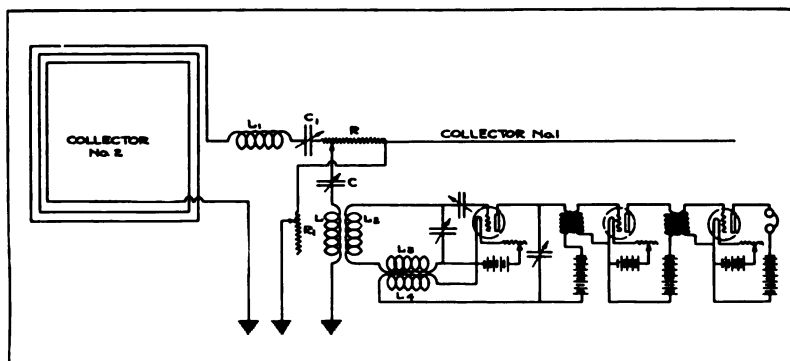 COLLECTOR
No. 2
L1
C1
R
COLLECTOR No.1
C
R1
L
L2
L3
L4